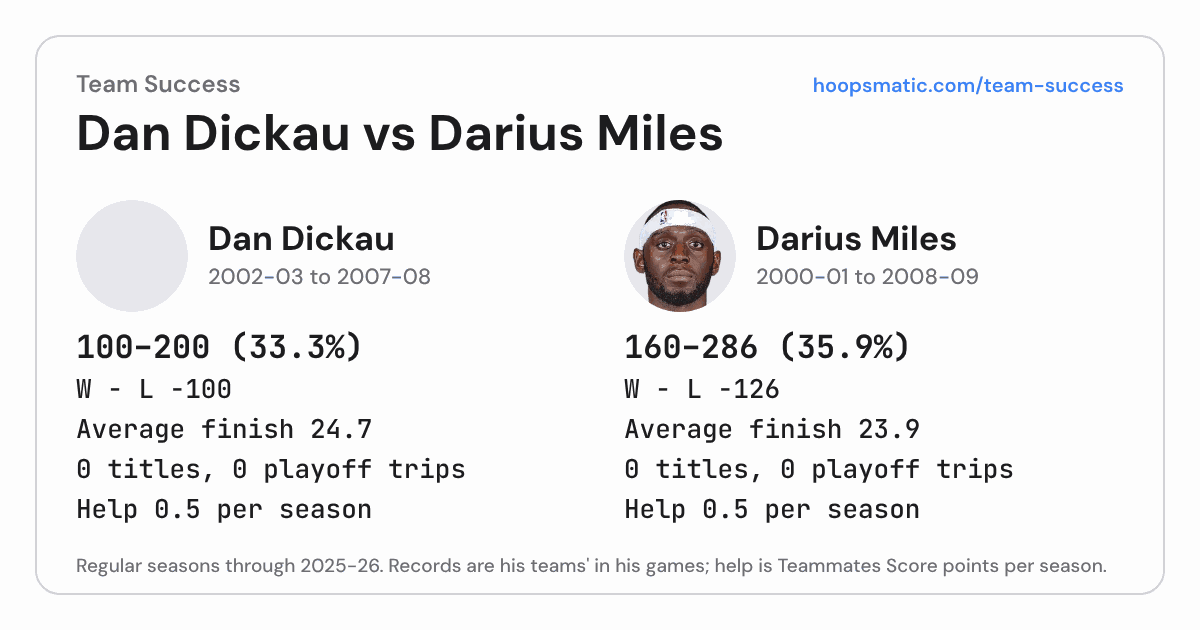 Team Success
hoopsmatic.com/team-success
Dan Dickau vs Darius Miles
Dan Dickau
2002-03 to 2007-08
100-200 (33.3%)
W - L -100
Average finish 24.7
0 titles, 0 playoff trips
Help 0.5 per season
Darius Miles
2000-01 to 2008-09
160-286 (35.9%)
W - L -126
Average finish 23.9
0 titles, 0 playoff trips
Help 0.5 per season
Regular seasons through 2025-26. Records are his teams' in his games; help is Teammates Score points per season.